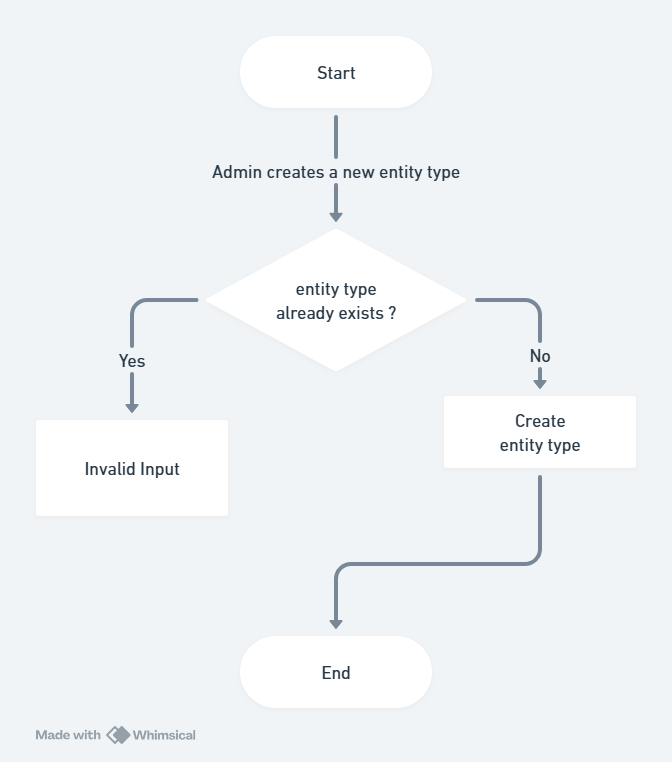 Start
Admin creates a new entity type
entity type
already exists ?
Yes
No
Create
entity type
Invalid Input
End
Made with Whimsical